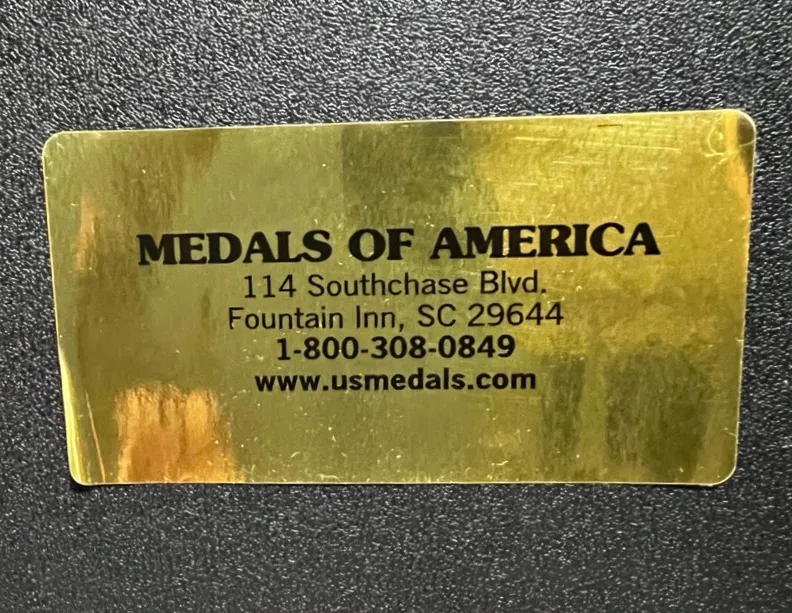 MEDALS OF AMERICA
114 Southchase Blvd.
Fountain Inn, SC 29644
1-800-308-0849
www.usmedals.com